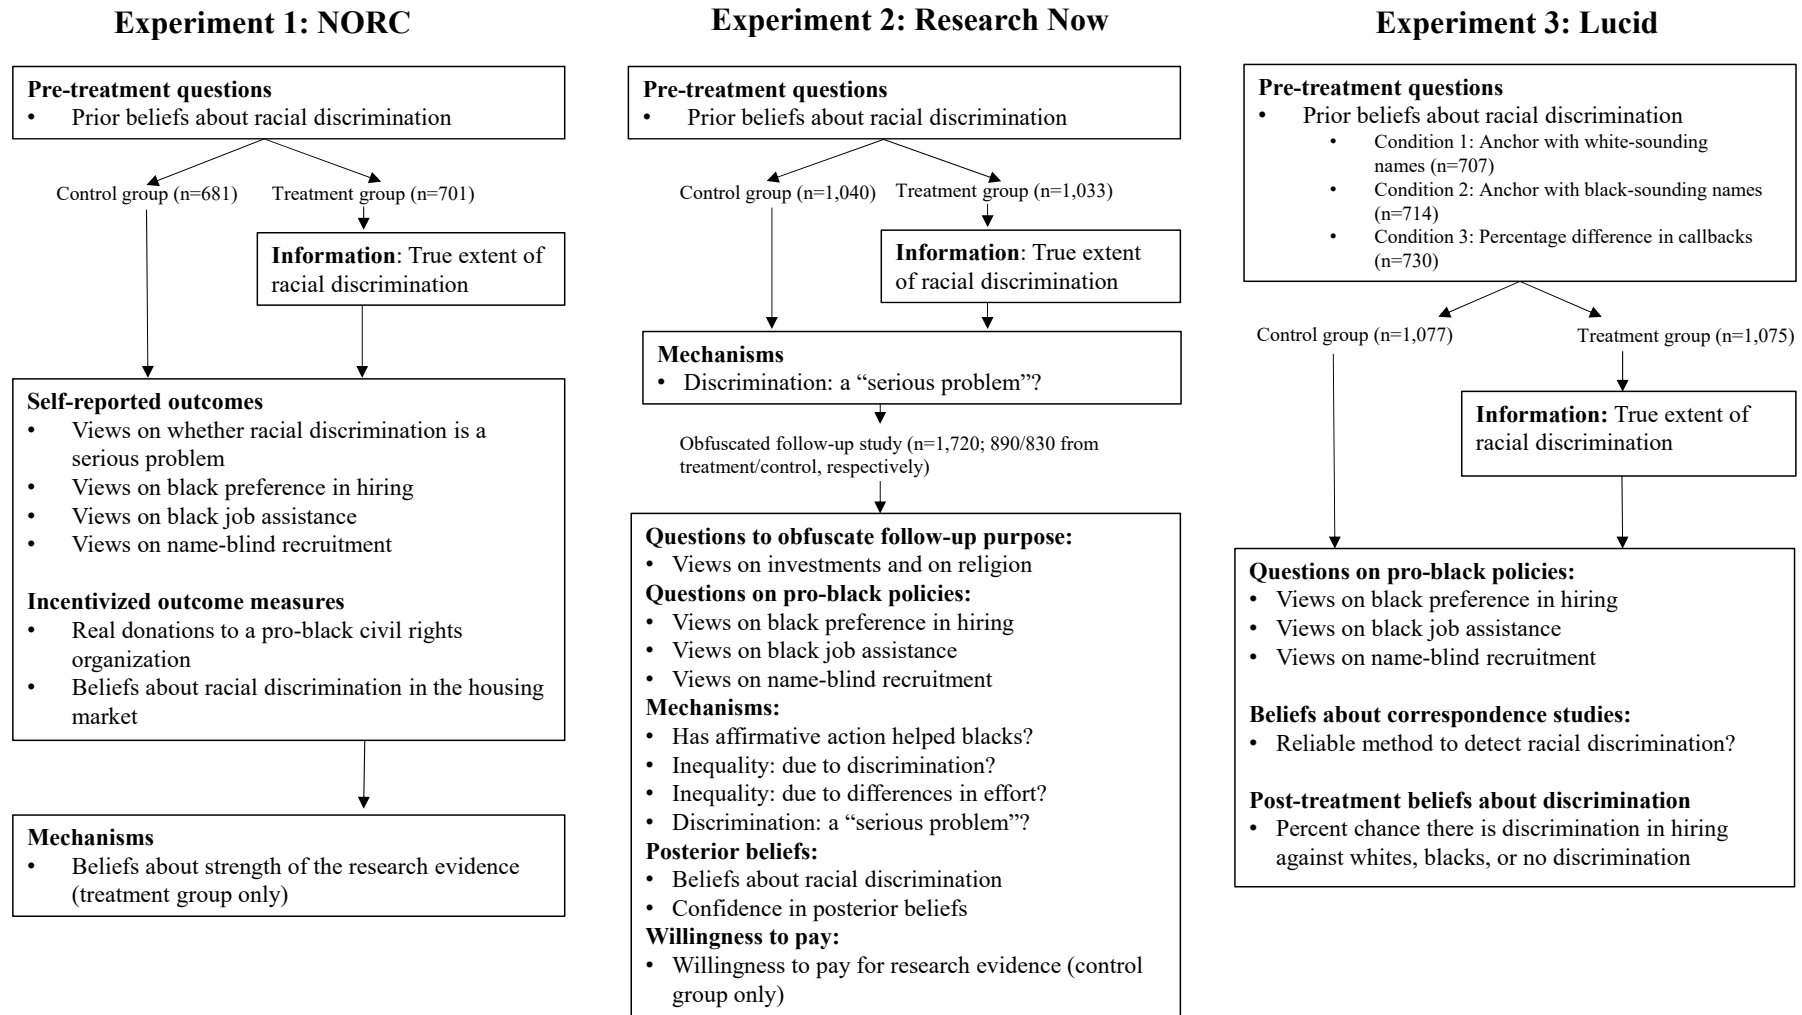 Experiment 1: NORC
Pre-treatment questions
• Prior beliefs about racial discrimination
Control group (n=681)
Treatment group (n=701)
Information: True extent of
racial discrimination
Self-reported outcomes
• Views on whether racial discrimination is a
serious problem
• Views on black preference in hiring
• Views on black job assistance
• Views on name-blind recruitment
Incentivized outcome measures
• Real donations to a pro-black civil rights
organization
• Beliefs about racial discrimination in the housing
market
Mechanisms
• Beliefs about strength of the research evidence
(treatment group only)
Experiment 2: Research Now
Pre-treatment questions
• Prior beliefs about racial discrimination
Control group (n=1,040)
Treatment group (n=1,033)
Information: True extent
of racial discrimination
Mechanisms
• Discrimination: a “serious problem”?
Obfuscated follow-up study (n=1,720; 890/830 from
treatment/control, respectively)
Questions to obfuscate follow-up purpose:
• Views on investments and on religion
Questions on pro-black policies:
• Views on black preference in hiring
• Views on black job assistance
• Views on name-blind recruitment
Mechanisms:
• Has affirmative action helped blacks?
• Inequality: due to discrimination?
• Inequality: due to differences in effort?
• Discrimination: a “serious problem”?
Posterior beliefs:
• Beliefs about racial discrimination
• Confidence in posterior beliefs
Willingness to pay:
• Willingness to pay for research evidence (control
group only)
Experiment 3: Lucid
Pre-treatment questions
• Prior beliefs about racial discrimination
• Condition 1: Anchor with white-sounding
names (n=707)
• Condition 2: Anchor with black-sounding names
(n=714)
• Condition 3: Percentage difference in callbacks
(n=730)
Control group (n=1,077)
Treatment group (n=1,075)
Information: True extent of
racial discrimination
Questions on pro-black policies:
• Views on black preference in hiring
• Views on black job assistance
• Views on name-blind recruitment
Beliefs about correspondence studies:
• Reliable method to detect racial discrimination?
Post-treatment beliefs about discrimination
• Percent chance there is discrimination in hiring
against whites, blacks, or no discrimination